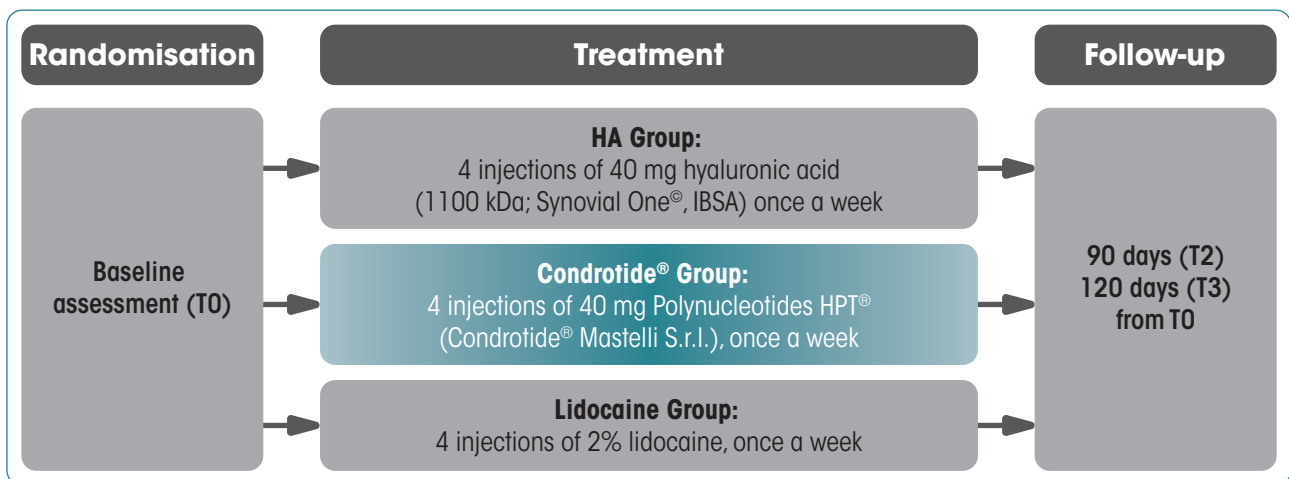 Randomisation
Treatment
Follow-up
Baseline
assessment (T0)
HA Group:
4 injections of 40 mg hyaluronic acid
(1100 kDa; Synovial One©, IBSA) once a week
Condrotide® Group:
4 injections of 40 mg Polynucleotides HPT®
(Condrotide® Mastelli S.r.l.), once a week
Lidocaine Group:
4 injections of 2% lidocaine, once a week
90 days (T2)
120 days (T3)
from T0